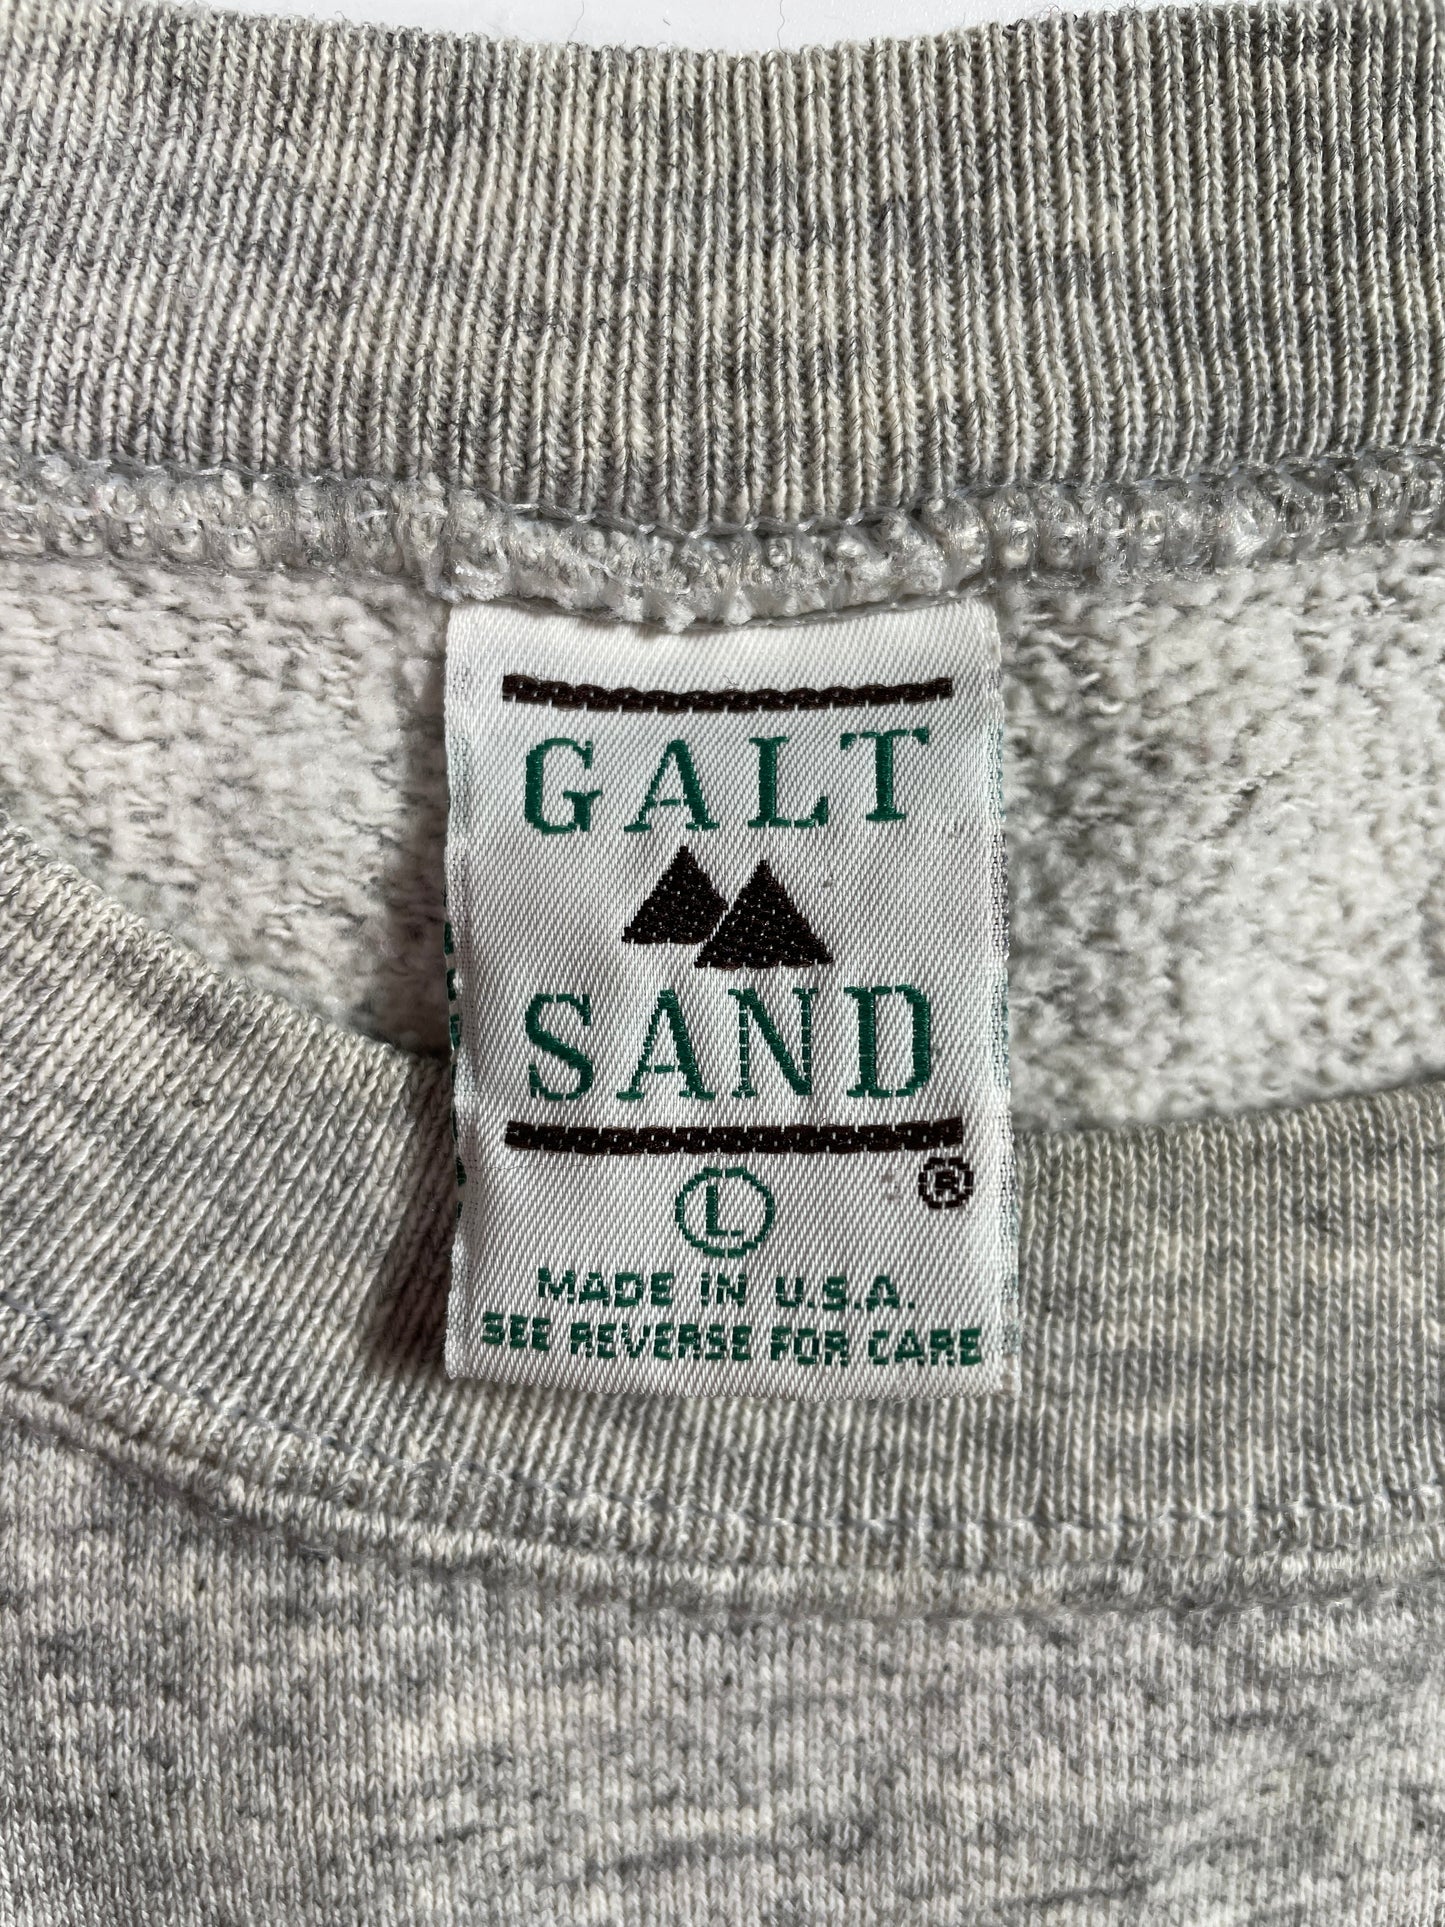 GALT
SAND
®
L
MADE IN U.S.A.
SEE REVERSE FOR CARE